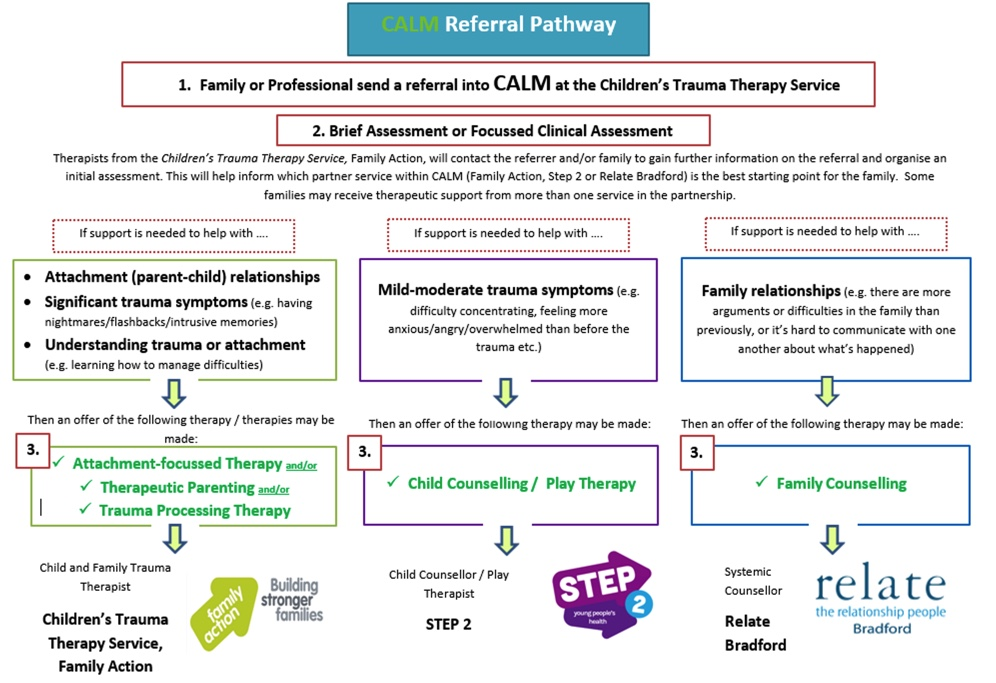 CALM Referral Pathway
1. Family or Professional send a referral into CALM at the Children's Trauma Therapy Service
2. Brief Assessment or Focussed Clinical Assessment
Therapists from the Children's Trauma Therapy Service, Family Action, will contact the referrer and/or family to gain further information on the referral and organise an
initial assessment. This will help inform which partner service within CALM (Family Action, Step 2 or Relate Bradford) is the best starting point for the family. Some
families may receive therapeutic support from more than one service in the partnership.
If support is needed to help with ....
• Attachment (parent-child) relationships
• Significant trauma symptoms (e.g. having
nightmares/flashbacks/intrusive memories)
• Understanding trauma or attachment
(e.g. learning how to manage difficulties)
Then an offer of the following therapy / therapies may be
made:
3.
✓ Attachment-focussed Therapy and/or
✓ Therapeutic Parenting and/or
✓ Trauma Processing Therapy
Child and Family Trauma
Therapist
Children's Trauma
Therapy Service,
Family Action
family
action
Building
stronger
families
If support is needed to help with ....
Mild-moderate trauma symptoms (e.g.
difficulty concentrating, feeling more
anxious/angry/overwhelmed than before the
trauma etc.)
Then an offer of the following therapy may be made:
3.
✓ Child Counselling / Play Therapy
Child Counsellor / Play
Therapist
STEP 2
STEP
2
young people's
health
If support is needed to help with ....
Family relationships (e.g. there are more
arguments or difficulties in the family than
previously, or it's hard to communicate with one
another about what's happened)
Then an offer of the following therapy may be made:
3.
✓ Family Counselling
Systemic
Counsellor
Relate
Bradford
relate
the relationship people
Bradford